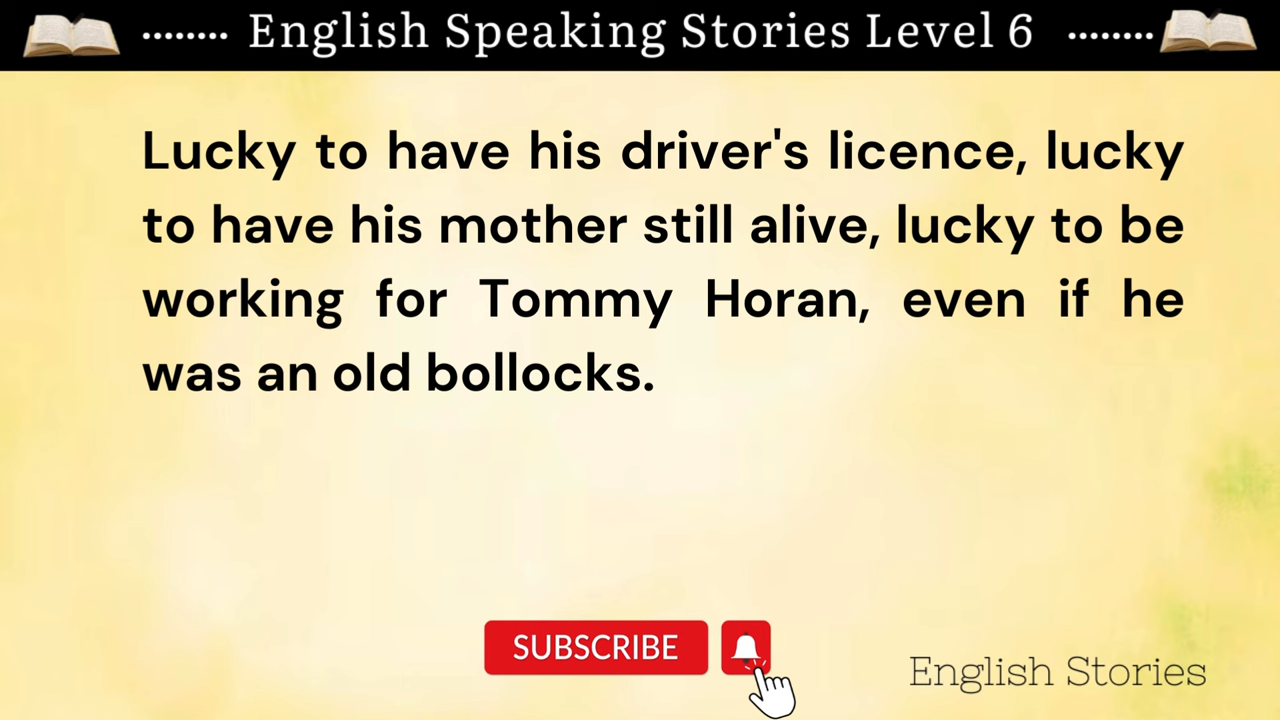 ........ English Speaking Stories Level 6 ........
Lucky to have his driver's licence, lucky
to have his mother still alive, lucky to be
working for Tommy Horan, even if he
was an old bollocks.
SUBSCRIBE
English Stories